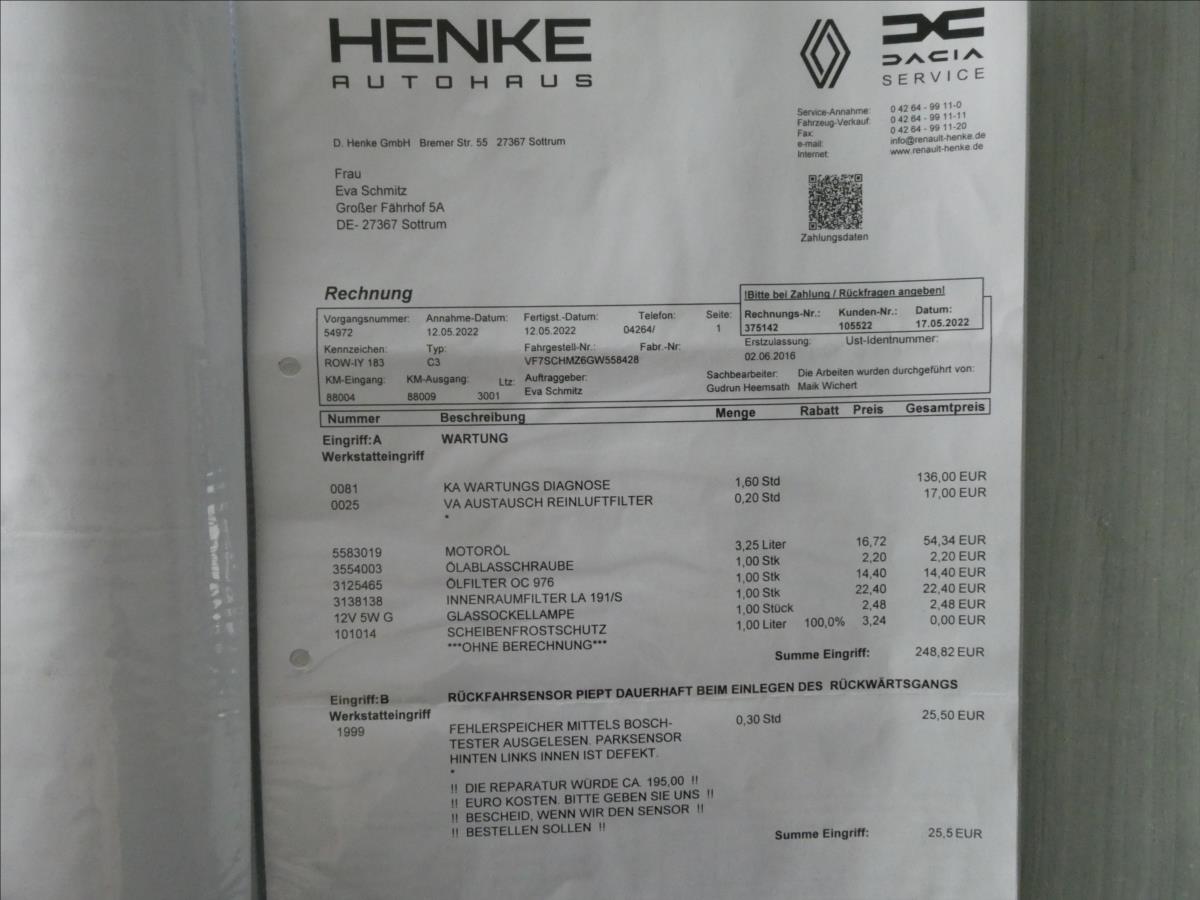 HENKE
AUTOHAUS
DACIA
SERVICE
Service-Annahme: 0 42 64 - 99 11-0
Fahrzeug-Verkauf: 0 42 64 - 99 11-11
Fax: 0 42 64 - 99 11-20
e-mail: info@renault-henke.de
Internet: www.renault-henke.de
D. Henke GmbH Bremer Str. 55 27367 Sottrum
Frau
Eva Schmitz
Großer Fährhof 5A
DE- 27367 Sottrum
Zahlungsdaten
Rechnung
!Bitte bei Zahlung / Rückfragen angeben!
Vorgangsnummer: Annahme-Datum: Fertigst.-Datum: Telefon: Seite: Rechnungs-Nr.: Kunden-Nr.: Datum:
54972 12.05.2022 12.05.2022 04264/ 1 375142 105522 17.05.2022
Kennzeichen: Typ: Fahrgestell-Nr.: Fabr.-Nr: Erstzulassung: Ust-Identnummer:
ROW-IY 183 C3 VF7SCHMZ6GW558428 02.06.2016
KM-Eingang: KM-Ausgang: Ltz: Auftraggeber: Sachbearbeiter: Die Arbeiten wurden durchgeführt von:
88004 88009 3001 Eva Schmitz Gudrun Heemsath Maik Wichert
Nummer Beschreibung Menge Rabatt Preis Gesamtpreis
Eingriff:A WARTUNG
Werkstatteingriff
0081 KA WARTUNGS DIAGNOSE 1,60 Std 136,00 EUR
0025 VA AUSTAUSCH REINLUFTFILTER 0,20 Std 17,00 EUR
*
5583019 MOTORÖL 3,25 Liter 16,72 54,34 EUR
3554003 ÖLABLASSCHRAUBE 1,00 Stk 2,20 2,20 EUR
3125465 ÖLFILTER OC 976 1,00 Stk 14,40 14,40 EUR
3138138 INNENRAUMFILTER LA 191/S 1,00 Stk 22,40 22,40 EUR
12V 5W G GLASSOCKELLAMPE 1,00 Stück 2,48 2,48 EUR
101014 SCHEIBENFROSTSCHUTZ 1,00 Liter 100,0% 3,24 0,00 EUR
***OHNE BERECHNUNG***
Summe Eingriff: 248,82 EUR
Eingriff:B RÜCKFAHRSENSOR PIEPT DAUERHAFT BEIM EINLEGEN DES RÜCKWÄRTSGANGS
Werkstatteingriff
1999 FEHLERSPEICHER MITTELS BOSCH- 0,30 Std 25,50 EUR
TESTER AUSGELESEN. PARKSENSOR
HINTEN LINKS INNEN IST DEFEKT.
*
!! DIE REPARATUR WÜRDE CA. 195,00 !!
!! EURO KOSTEN. BITTE GEBEN SIE UNS !!
!! BESCHEID, WENN WIR DEN SENSOR !!
!! BESTELLEN SOLLEN !!
Summe Eingriff: 25,5 EUR